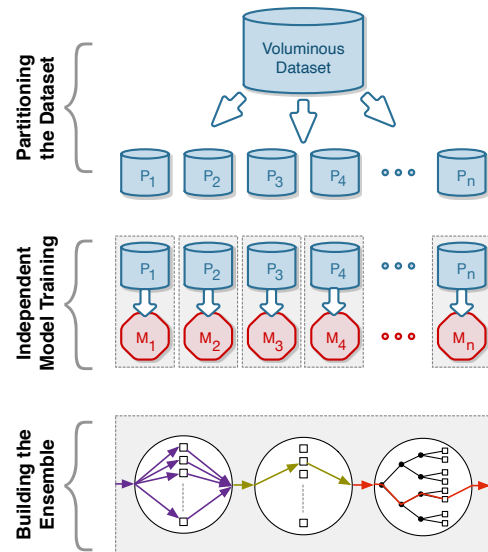 Partitioning
the Dataset
Voluminous
Dataset
P1 P2 P3 P4 Pn
Independent
Model Training
P1 P2 P3 P4 Pn
M1 M2 M3 M4 Mn
Building the
Ensemble